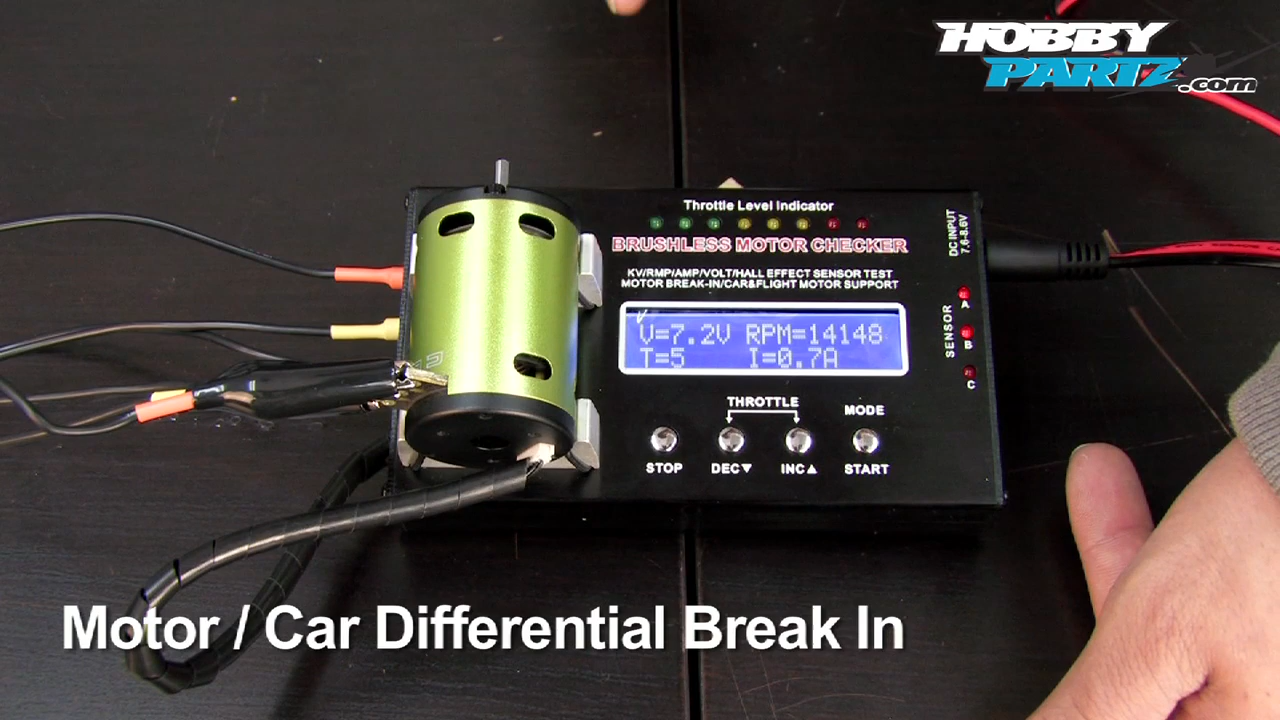 HOBBY
PARTZ.com
Throttle Level Indicator
BRUSHLESS MOTOR CHECKER
KV/RMP/AMP/VOLT/HALL EFFECT SENSOR TEST
MOTOR BREAK-IN/CAR&FLIGHT MOTOR SUPPORT
V=7.2V RPM=14148
T=5 I=0.7A
DC INPUT
7.6-8.6V
SENSOR
A
B
C
THROTTLE
MODE
STOP DEC▼ INC▲ START
Motor / Car Differential Break In